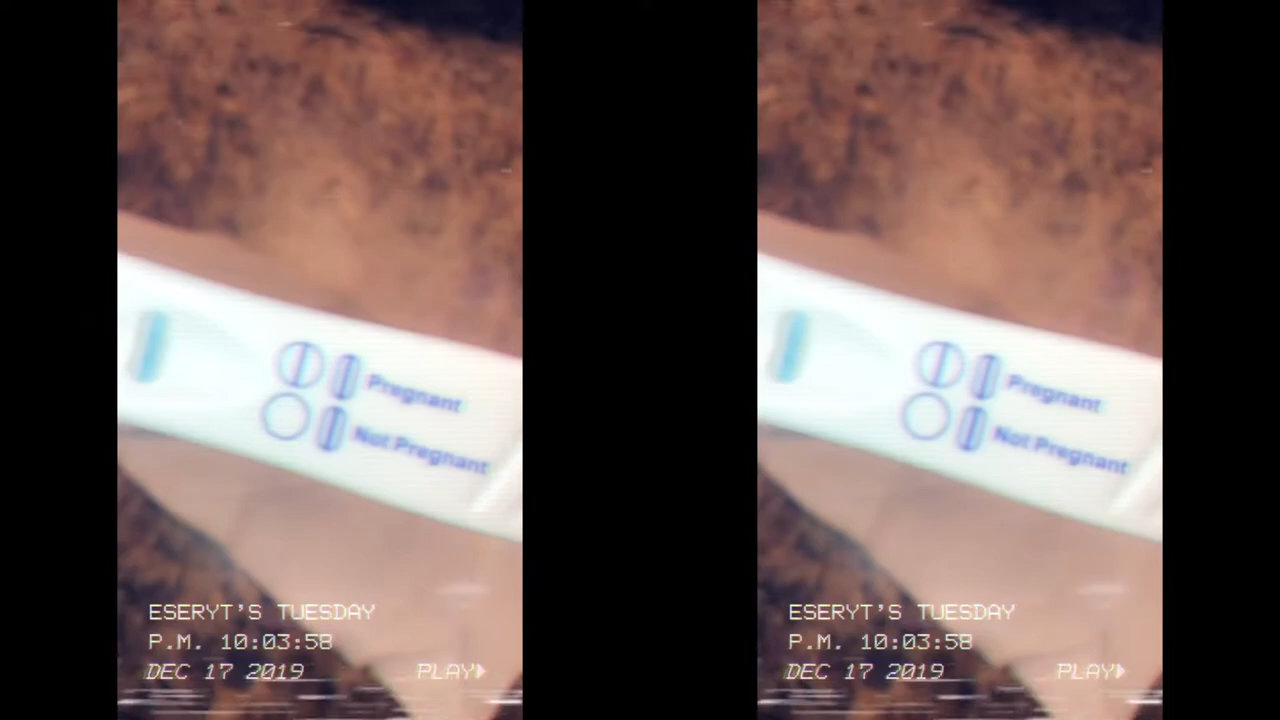 Pregnant
Not Pregnant
ESERYT'S TUESDAY
P.M. 10:03:58
DEC 17 2019 PLAY
Pregnant
Not Pregnant
ESERYT'S TUESDAY
P.M. 10:03:58
DEC 17 2019 PLAY